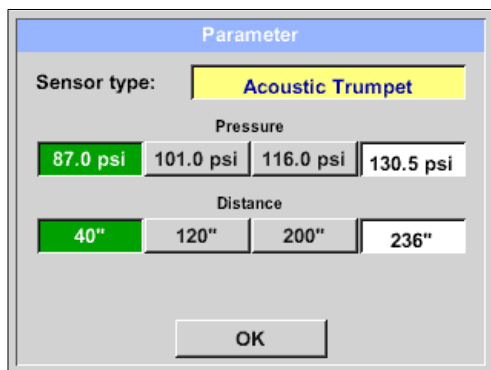 Parameter
Sensor type: Acoustic Trumpet
Pressure
87.0 psi 101.0 psi 116.0 psi 130.5 psi
Distance
40" 120" 200" 236"
OK